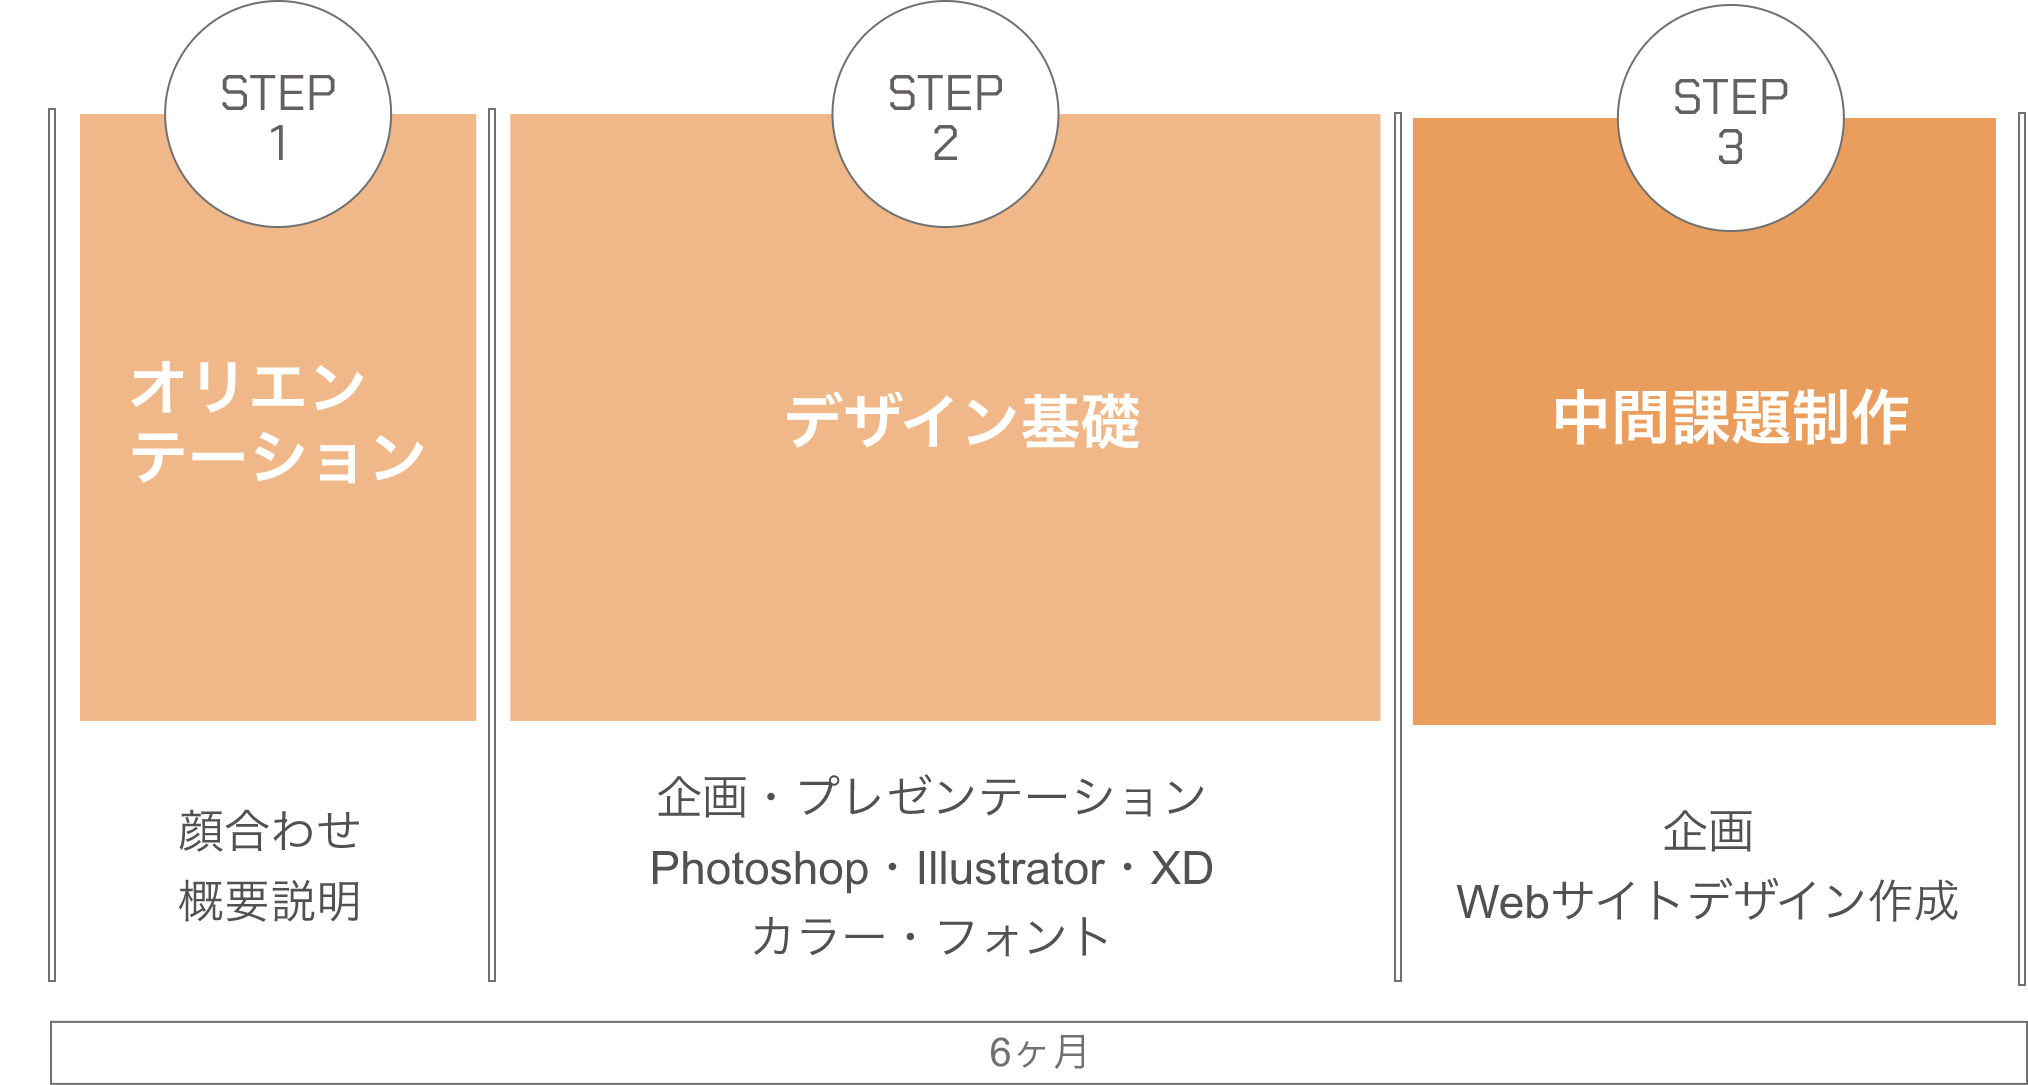 STEP
1
オリエン
テーション
顔合わせ
概要説明
STEP
2
デザイン基礎
企画・プレゼンテーション
Photoshop・Illustrator・XD
カラー・フォント
STEP
3
中間課題制作
企画
Webサイトデザイン作成
6ヶ月